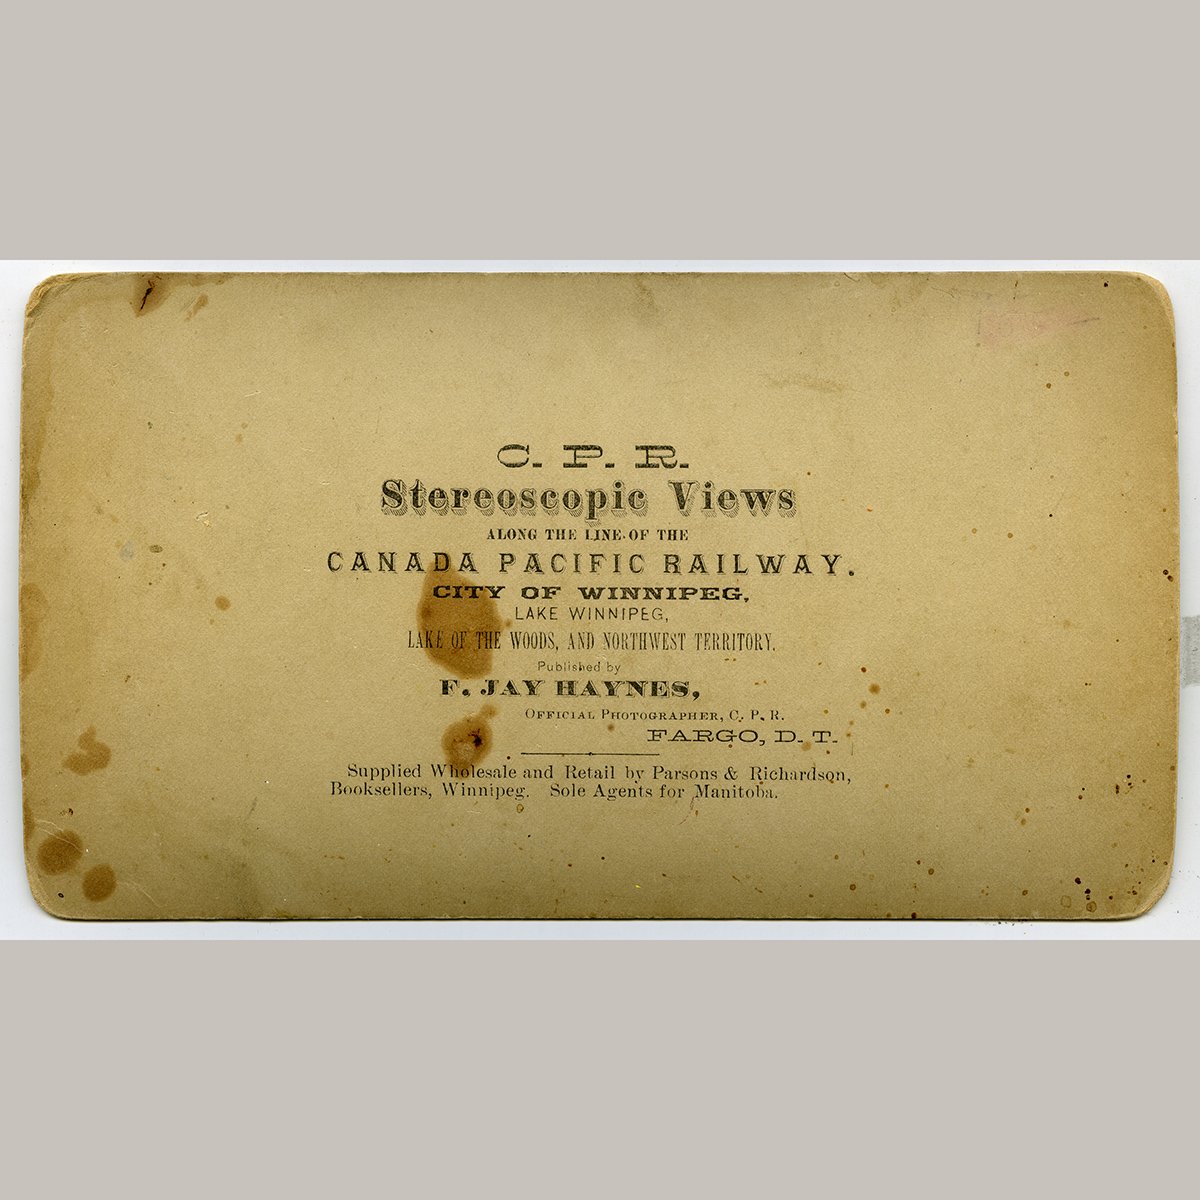 C. P. R.
Stereoscopic Views
ALONG THE LINE OF THE
CANADA PACIFIC RAILWAY.
CITY OF WINNIPEG,
LAKE WINNIPEG,
LAKE OF THE WOODS, AND NORTHWEST TERRITORY.
Published by
F. JAY HAYNES,
OFFICIAL PHOTOGRAPHER, C. P. R.
FARGO, D. T.
Supplied Wholesale and Retail by Parsons & Richardson,
Booksellers, Winnipeg. Sole Agents for Manitoba.